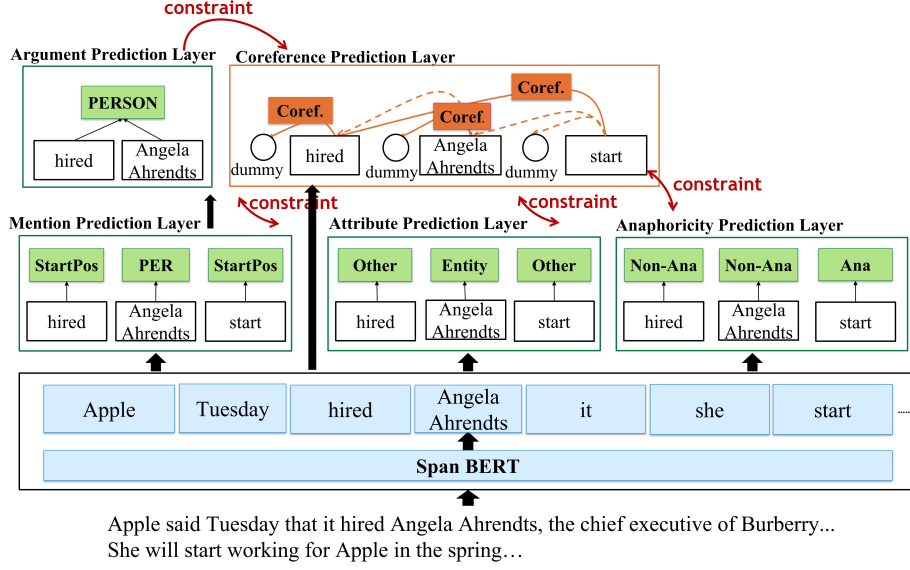 constraint
Argument Prediction Layer
Coreference Prediction Layer
PERSON
hired
Angela
Ahrendts
Coref.
Coref.
Coref.
dummy
hired
dummy
Angela
Ahrendts
dummy
start
constraint
constraint
constraint
Mention Prediction Layer
StartPos
PER
StartPos
hired
Angela
Ahrendts
start
Attribute Prediction Layer
Other
Entity
Other
hired
Angela
Ahrendts
start
Anaphoricity Prediction Layer
Non-Ana
Non-Ana
Ana
hired
Angela
Ahrendts
start
Apple
Tuesday
hired
Angela
Ahrendts
it
she
start
......
Span BERT
Apple said Tuesday that it hired Angela Ahrendts, the chief executive of Burberry...
She will start working for Apple in the spring…